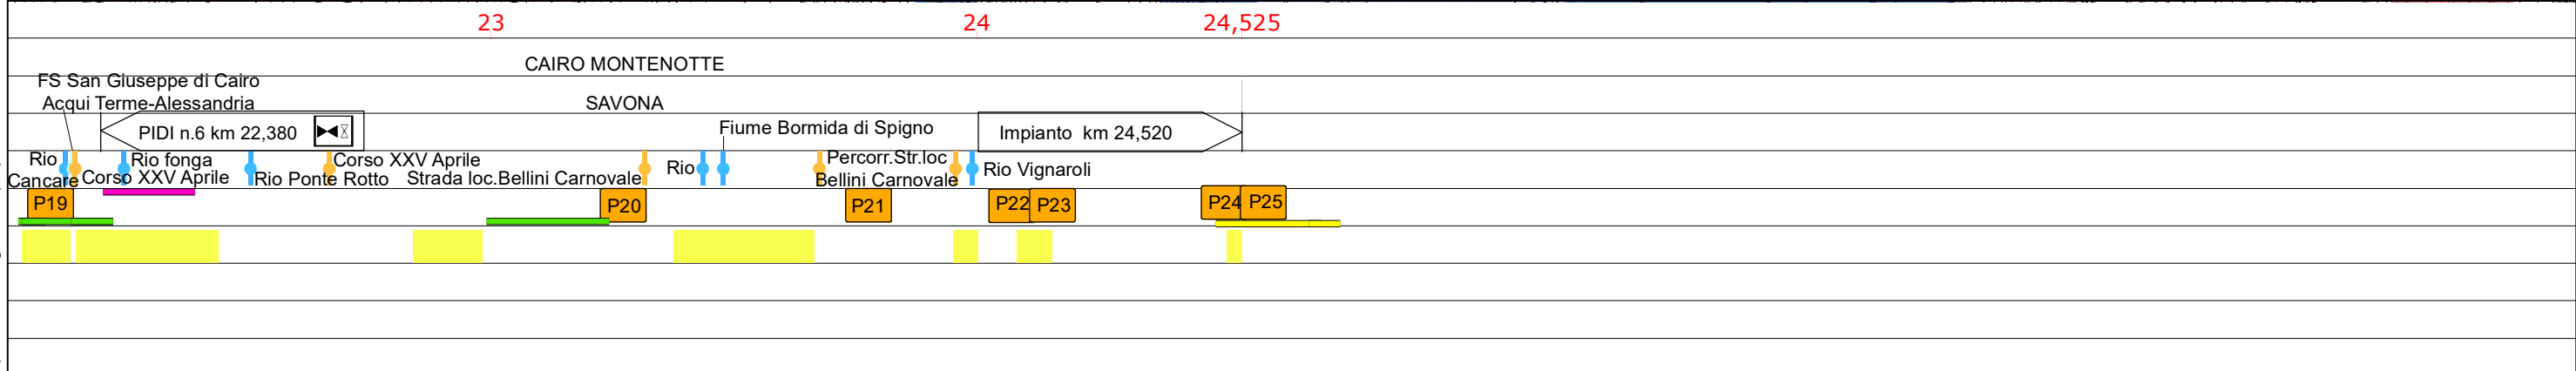 23
24
24,525
CAIRO MONTENOTTE
FS San Giuseppe di Cairo
Acqui Terme-Alessandria
SAVONA
PIDI n.6 km 22,380
Fiume Bormida di Spigno
Impianto km 24,520
Rio
Cancare
Rio fonga
Corso XXV Aprile
Rio Ponte Rotto
Corso XXV Aprile
Strada loc.Bellini Carnovale
Rio
Percorr.Str.loc
Bellini Carnovale
Rio Vignaroli
P19
P20
P21
P22
P23
P24
P25